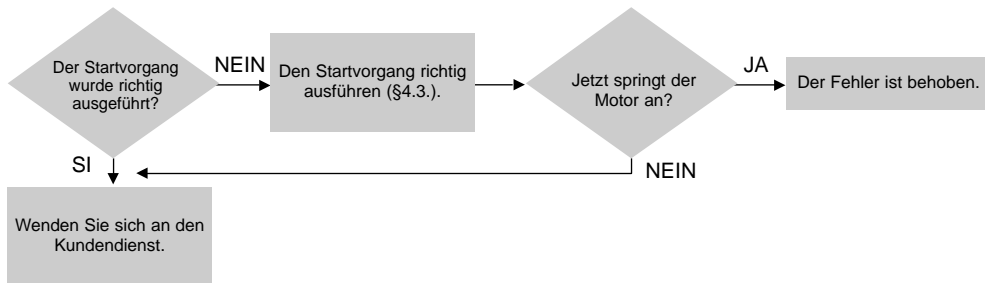 Der Startvorgang
wurde richtig
ausgeführt?
NEIN
Den Startvorgang richtig
ausführen (§4.3.).
Jetzt springt der
Motor an?
JA
Der Fehler ist behoben.
SI
NEIN
Wenden Sie sich an den
Kundendienst.